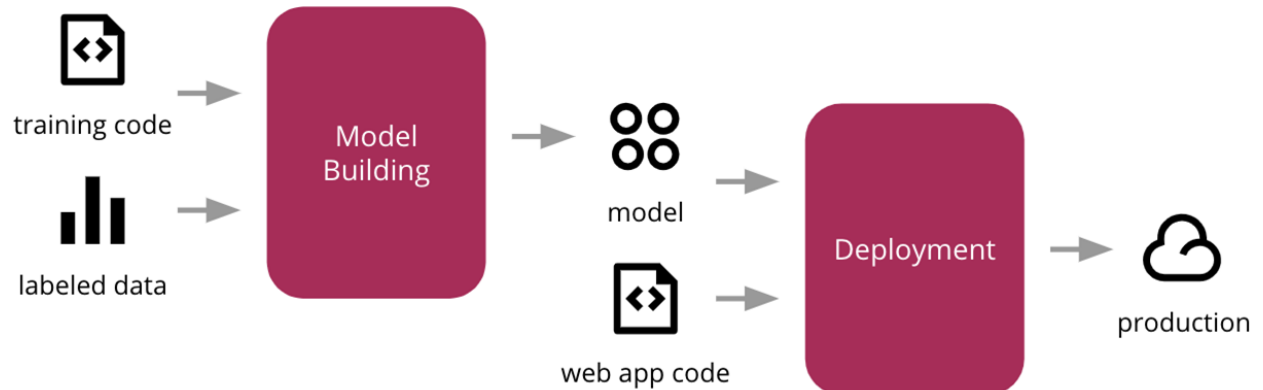 training code
labeled data
Model
Building
model
web app code
Deployment
production